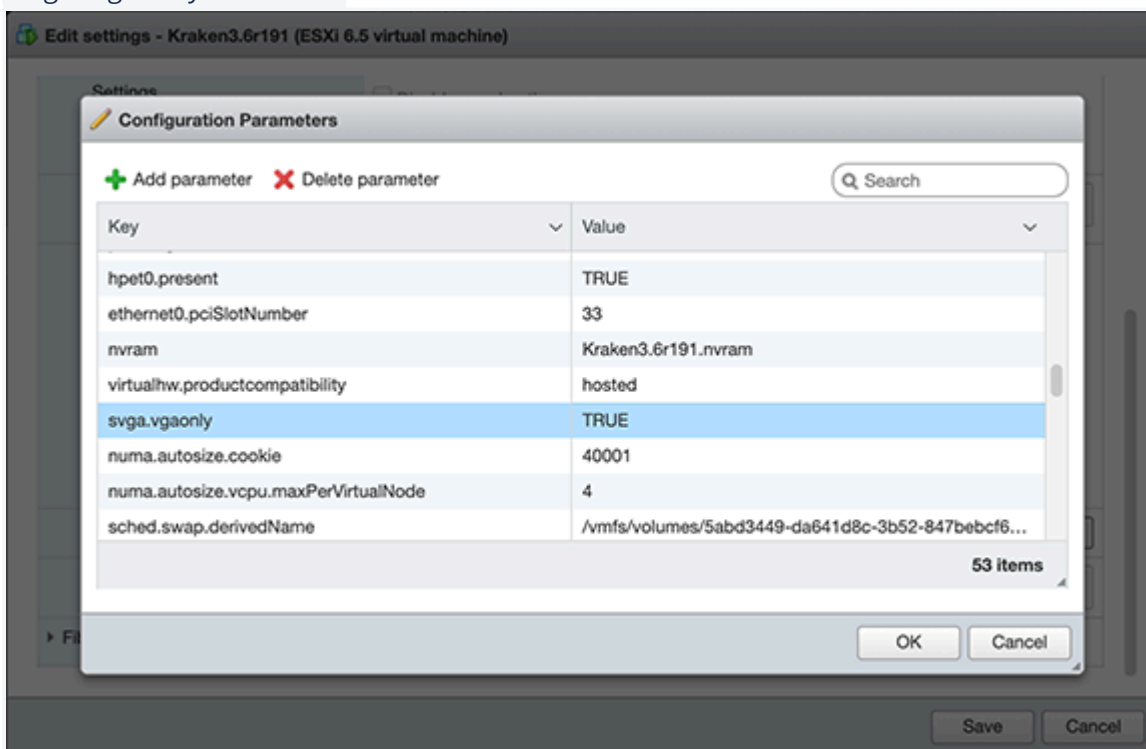 Edit settings - Kraken3.6r191 (ESXi 6.5 virtual machine)
Settings
Configuration Parameters
Add parameter Delete parameter Search
Key Value
hpet0.present TRUE
ethernet0.pciSlotNumber 33
nvram Kraken3.6r191.nvram
virtualhw.productcompatibility hosted
svga.vgaonly TRUE
numa.autosize.cookie 40001
numa.autosize.vcpu.maxPerVirtualNode 4
sched.swap.derivedName /vmfs/volumes/5abd3449-da641d8c-3b52-847bebcf6...
53 items
OK Cancel
Save Cancel